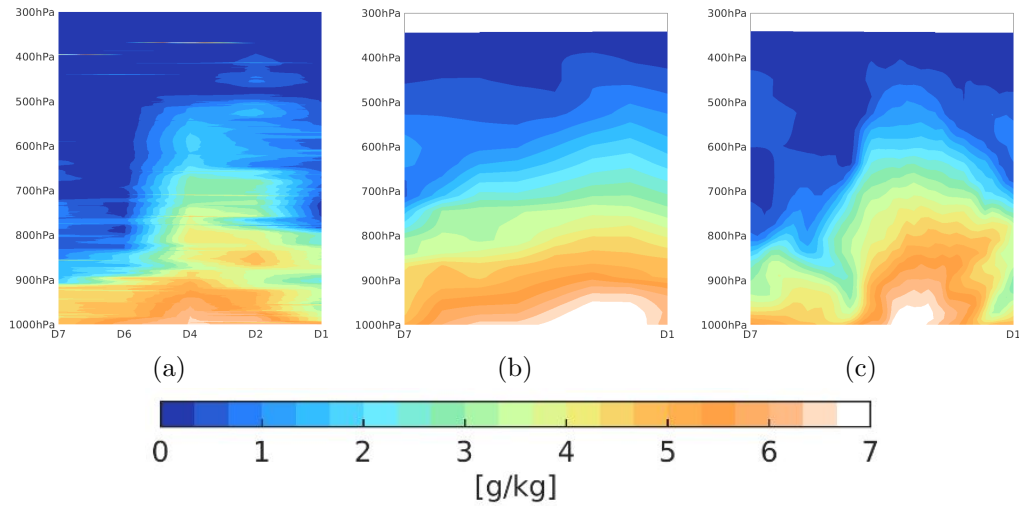 300hPa
400hPa
500hPa
600hPa
700hPa
800hPa
900hPa
1000hPa
D7 D6 D4 D2 D1
300hPa
400hPa
500hPa
600hPa
700hPa
800hPa
900hPa
1000hPa
D7 D1
300hPa
400hPa
500hPa
600hPa
700hPa
800hPa
900hPa
1000hPa
D7 D1
(a) (b) (c)
0 1 2 3 4 5 6 7
[g/kg]